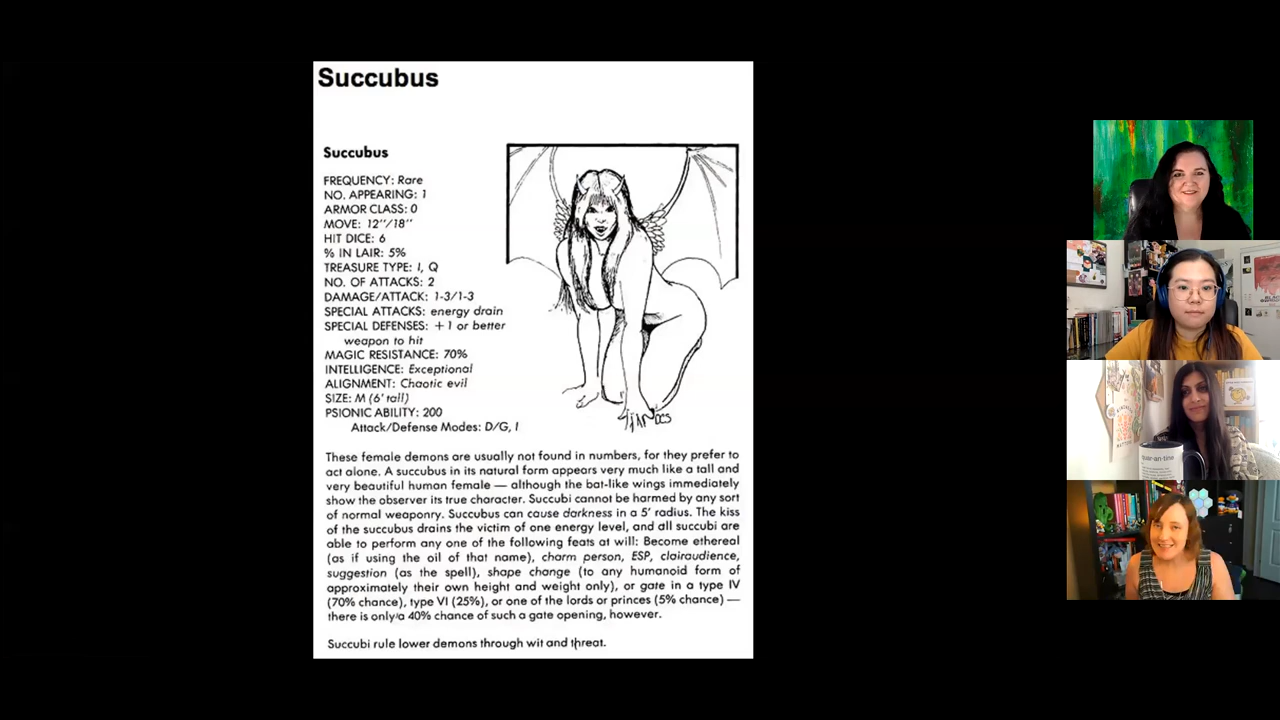 Succubus
Succubus
FREQUENCY: Rare
NO. APPEARING: 1
ARMOR CLASS: 0
MOVE: 12"/18"
HIT DICE: 6
% IN LAIR: 5%
TREASURE TYPE: I, Q
NO. OF ATTACKS: 2
DAMAGE/ATTACK: 1-3/1-3
SPECIAL ATTACKS: energy drain
SPECIAL DEFENSES: +1 or better
weapon to hit
MAGIC RESISTANCE: 70%
INTELLIGENCE: Exceptional
ALIGNMENT: Chaotic evil
SIZE: M (6' tall)
PSIONIC ABILITY: 200
Attack/Defense Modes: D/G, I
DCS
These female demons are usually not found in numbers, for they prefer to
act alone. A succubus in its natural form appears very much like a tall and
very beautiful human female — although the bat-like wings immediately
show the observer its true character. Succubi cannot be harmed by any sort
of normal weaponry. Succubus can cause darkness in a 5' radius. The kiss
of the succubus drains the victim of one energy level, and all succubi are
able to perform any one of the following feats at will: Become ethereal
(as if using the oil of that name), charm person, ESP, clairaudience,
suggestion (as the spell), shape change (to any humanoid form of
approximately their own height and weight only), or gate in a type IV
(70% chance), type VI (25%), or one of the lords or princes (5% chance) —
there is only a 40% chance of such a gate opening, however.
Succubi rule lower demons through wit and threat.
quar·an·tine